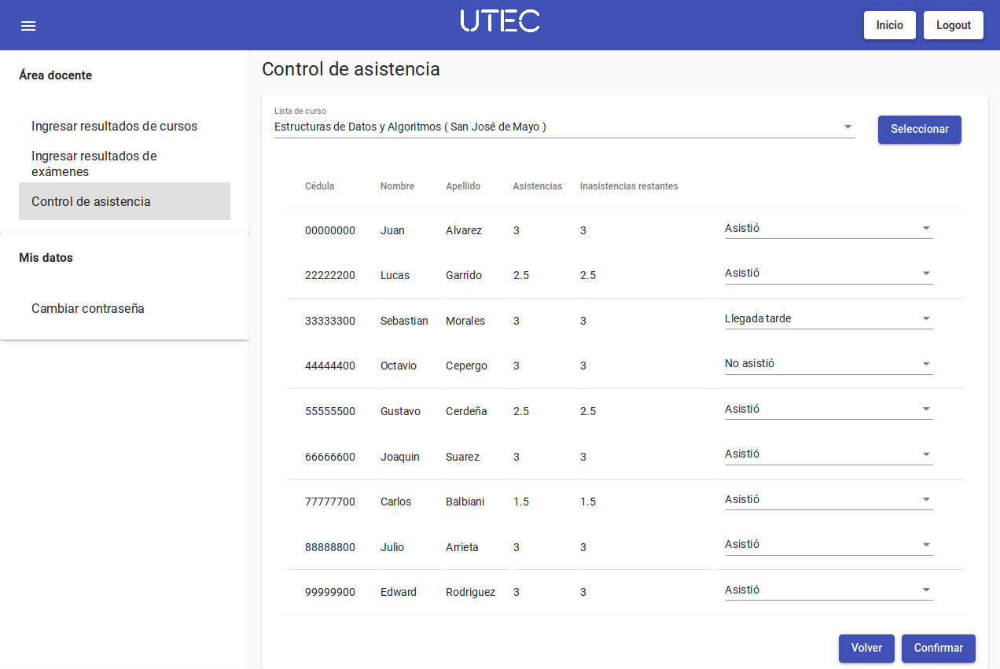 UTEC
Inicio Logout
Área docente
Ingresar resultados de cursos
Ingresar resultados de
exámenes
Control de asistencia
Mis datos
Cambiar contraseña
Control de asistencia
Lista de curso
Estructuras de Datos y Algoritmos ( San José de Mayo )
Seleccionar
Cédula Nombre Apellido Asistencias Inasistencias restantes
00000000 Juan Alvarez 3 3 Asistió
22222200 Lucas Garrido 2.5 2.5 Asistió
33333300 Sebastian Morales 3 3 Llegada tarde
44444400 Octavio Cepergo 3 3 No asistió
55555500 Gustavo Cerdeña 2.5 2.5 Asistió
66666600 Joaquin Suarez 3 3 Asistió
77777700 Carlos Balbiani 1.5 1.5 Asistió
88888800 Julio Arrieta 3 3 Asistió
99999900 Edward Rodriguez 3 3 Asistió
Volver Confirmar